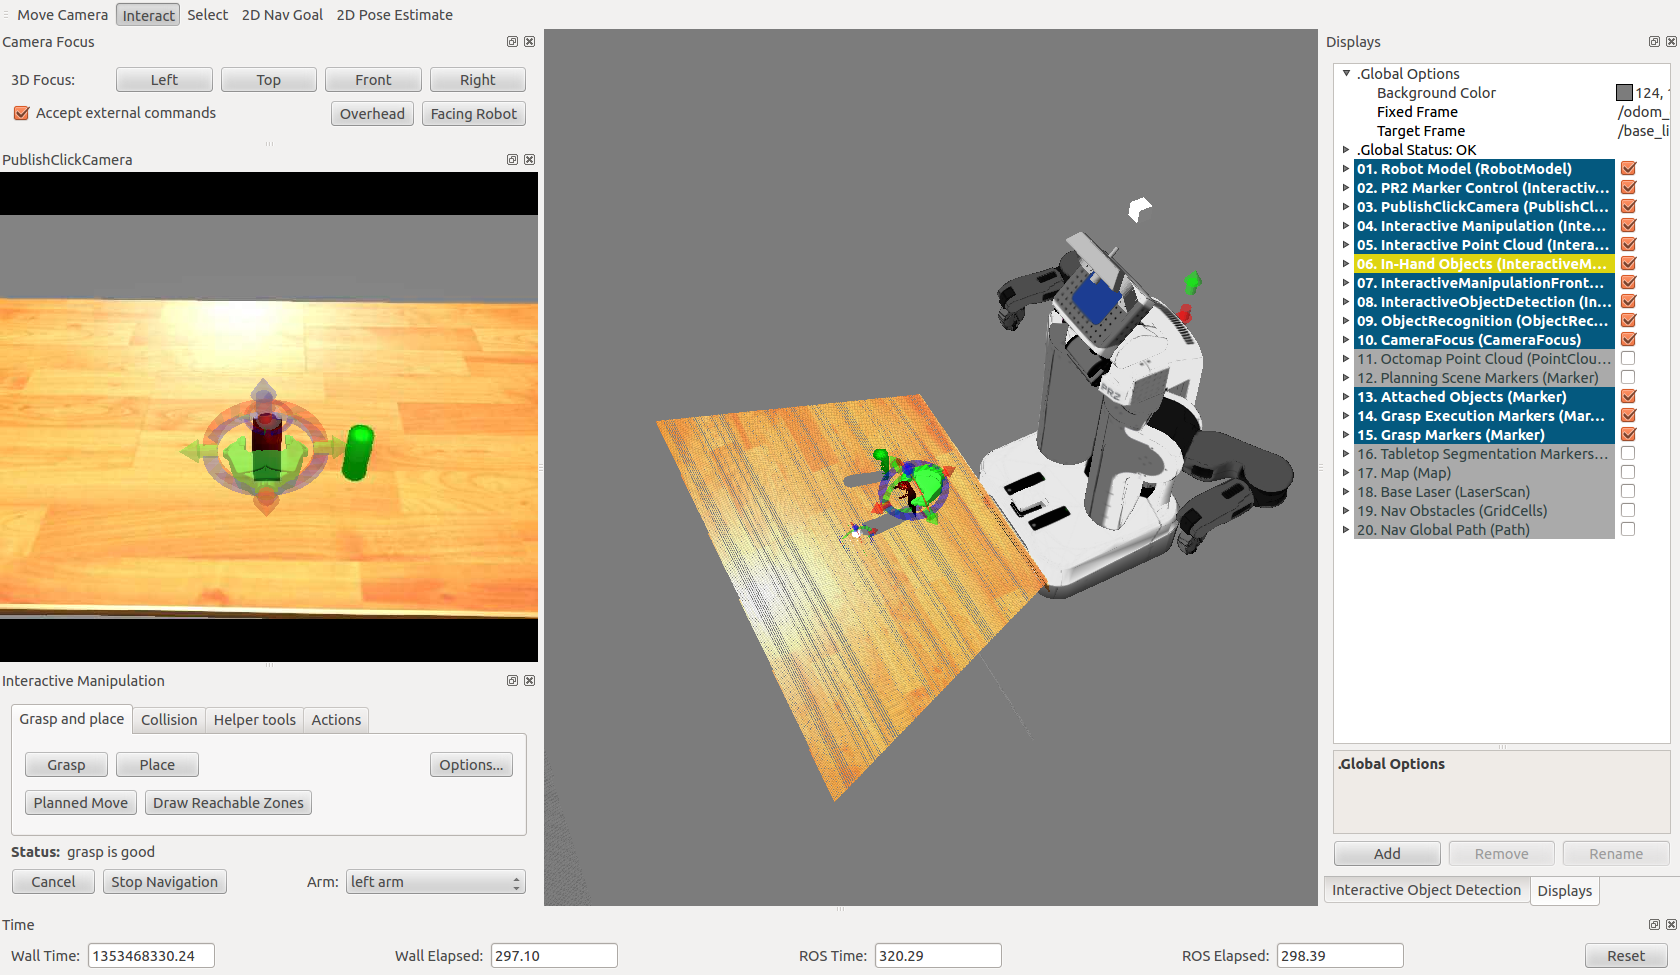 Move Camera Interact Select 2D Nav Goal 2D Pose Estimate
Camera Focus
3D Focus: Left Top Front Right
Accept external commands Overhead Facing Robot
PublishClickCamera
Interactive Manipulation
Grasp and place Collision Helper tools Actions
Grasp Place Options...
Planned Move Draw Reachable Zones
Status: grasp is good
Cancel Stop Navigation Arm: left arm
PR2
Displays
.Global Options
Background Color 124,
Fixed Frame /odom_
Target Frame /base_li
.Global Status: OK
01. Robot Model (RobotModel)
02. PR2 Marker Control (Interactiv...
03. PublishClickCamera (PublishCl...
04. Interactive Manipulation (Inte...
05. Interactive Point Cloud (Intera...
06. In-Hand Objects (InteractiveM...
07. InteractiveManipulationFront...
08. InteractiveObjectDetection (In...
09. ObjectRecognition (ObjectRec...
10. CameraFocus (CameraFocus)
11. Octomap Point Cloud (PointClou...
12. Planning Scene Markers (Marker)
13. Attached Objects (Marker)
14. Grasp Execution Markers (Mar...
15. Grasp Markers (Marker)
16. Tabletop Segmentation Markers...
17. Map (Map)
18. Base Laser (LaserScan)
19. Nav Obstacles (GridCells)
20. Nav Global Path (Path)
.Global Options
Add Remove Rename
Interactive Object Detection Displays
Time
Wall Time: 1353468330.24 Wall Elapsed: 297.10 ROS Time: 320.29 ROS Elapsed: 298.39 Reset